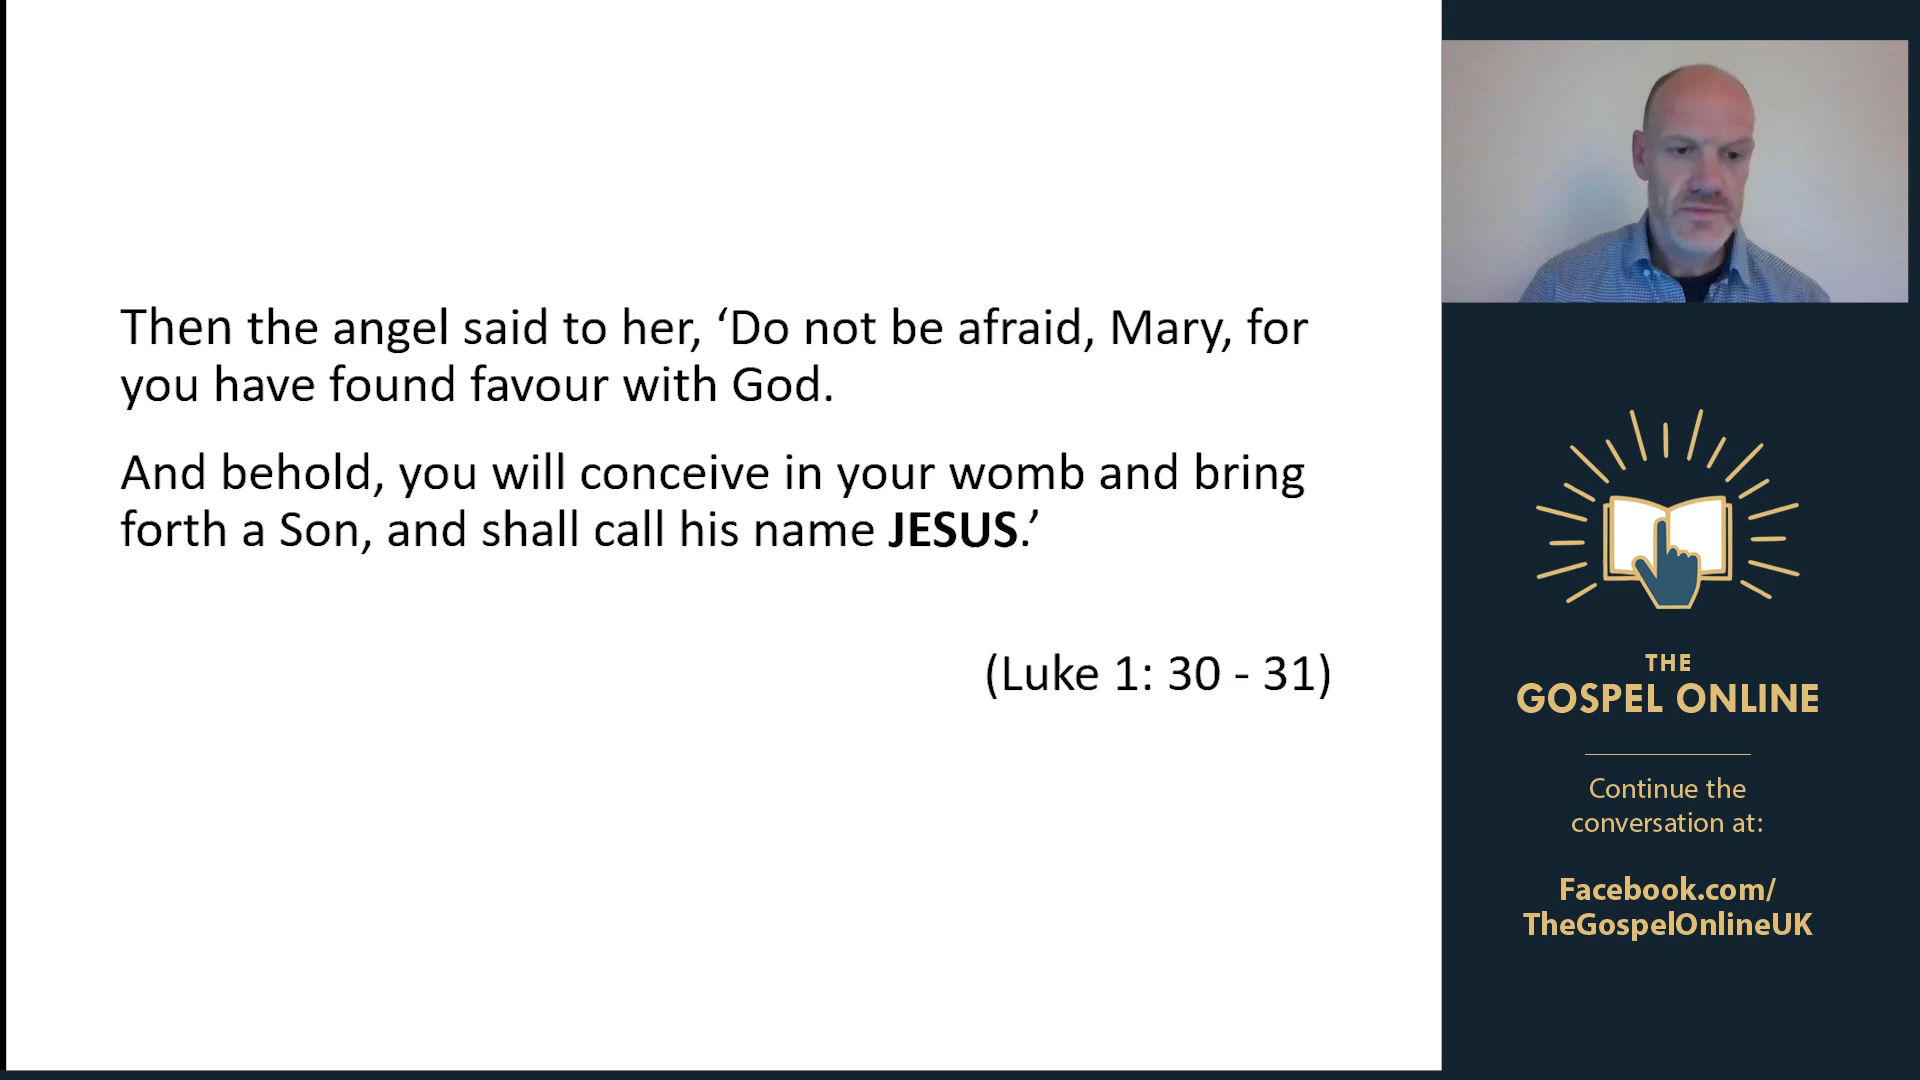 Then the angel said to her, ‘Do not be afraid, Mary, for
you have found favour with God.
And behold, you will conceive in your womb and bring
forth a Son, and shall call his name JESUS.’
(Luke 1: 30 - 31)
THE
GOSPEL ONLINE
Continue the
conversation at:
Facebook.com/
TheGospelOnlineUK